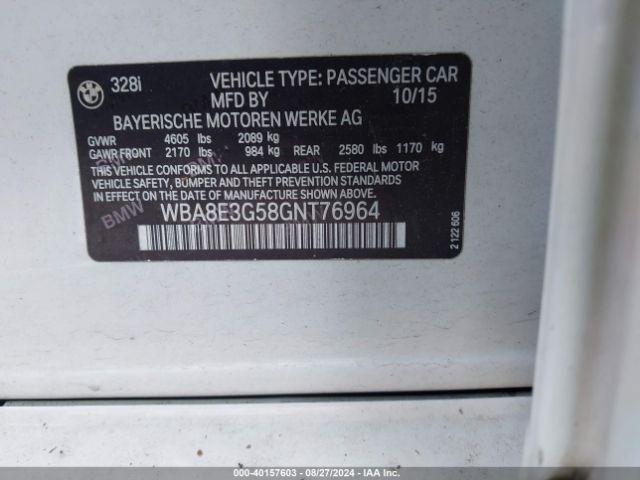 328i VEHICLE TYPE: PASSENGER CAR
MFD BY 10/15
BAYERISCHE MOTOREN WERKE AG
GVWR 4605 lbs 2089 kg
GAWR FRONT 2170 lbs 984 kg REAR 2580 lbs 1170 kg
THIS VEHICLE CONFORMS TO ALL APPLICABLE U.S. FEDERAL MOTOR
VEHICLE SAFETY, BUMPER, AND THEFT PREVENTION STANDARDS
IN EFFECT ON THE DATE OF MANUFACTURE SHOWN ABOVE.
WBA8E3G58GNT76964
2 122 606
BMW
000-40157603 - 08/27/2024 - IAA Inc.